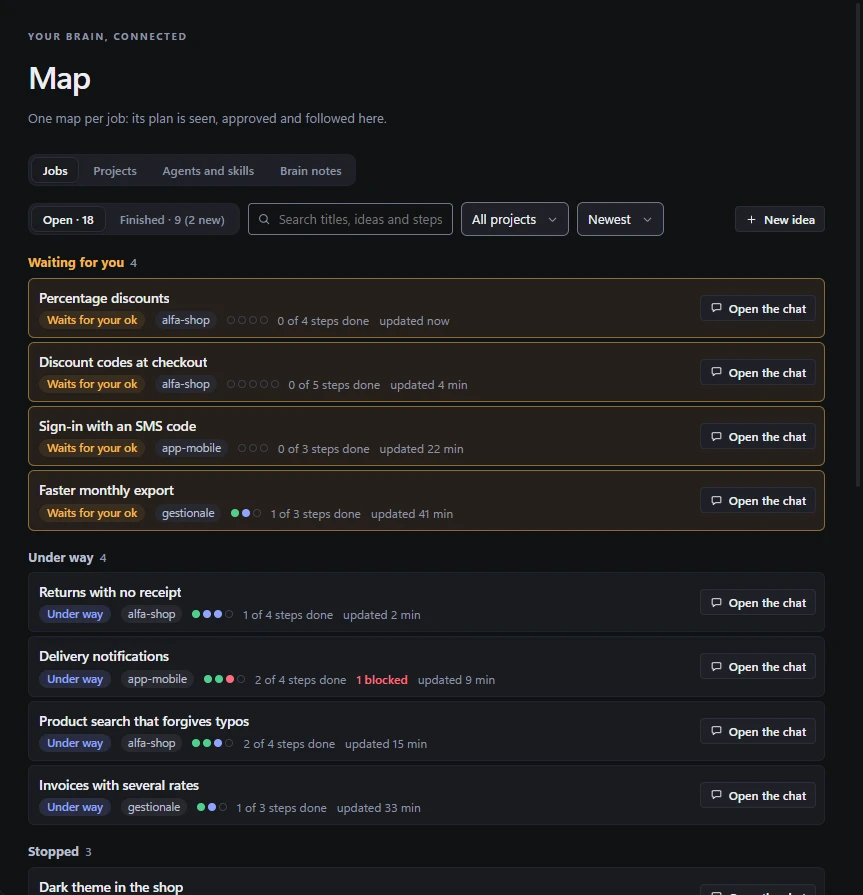 YOUR BRAIN, CONNECTED
Map
One map per job: its plan is seen, approved and followed here.
Jobs Projects Agents and skills Brain notes
Open · 18 Finished · 9 (2 new) Search titles, ideas and steps All projects Newest + New idea
Waiting for you 4
Percentage discounts
Waits for your ok alfa-shop 0 of 4 steps done updated now Open the chat
Discount codes at checkout
Waits for your ok alfa-shop 0 of 5 steps done updated 4 min Open the chat
Sign-in with an SMS code
Waits for your ok app-mobile 0 of 3 steps done updated 22 min Open the chat
Faster monthly export
Waits for your ok gestionale 1 of 3 steps done updated 41 min Open the chat
Under way 4
Returns with no receipt
Under way alfa-shop 1 of 4 steps done updated 2 min Open the chat
Delivery notifications
Under way app-mobile 2 of 4 steps done 1 blocked updated 9 min Open the chat
Product search that forgives typos
Under way alfa-shop 2 of 4 steps done updated 15 min Open the chat
Invoices with several rates
Under way gestionale 1 of 3 steps done updated 33 min Open the chat
Stopped 3
Dark theme in the shop